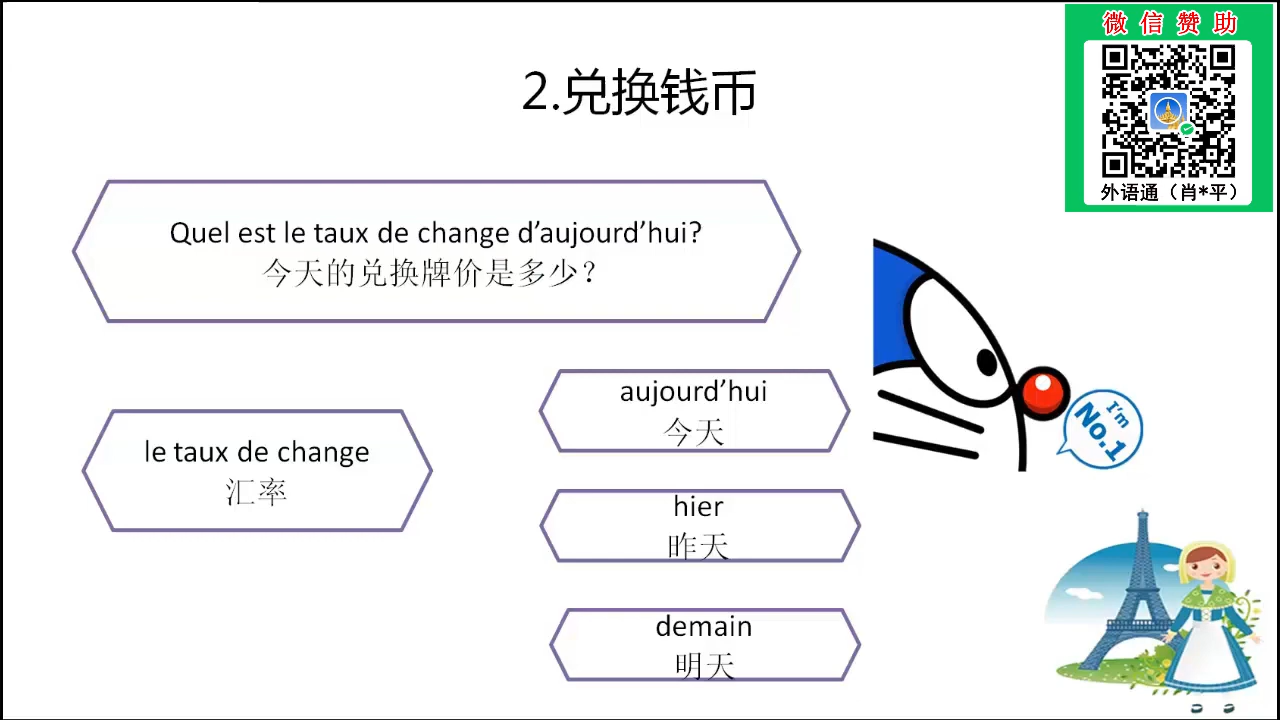 微信赞助
外语通（肖*平）
2.兑换钱币
Quel est le taux de change d’aujourd’hui?
今天的兑换牌价是多少？
le taux de change
汇率
aujourd’hui
今天
hier
昨天
demain
明天
I'm
No.1